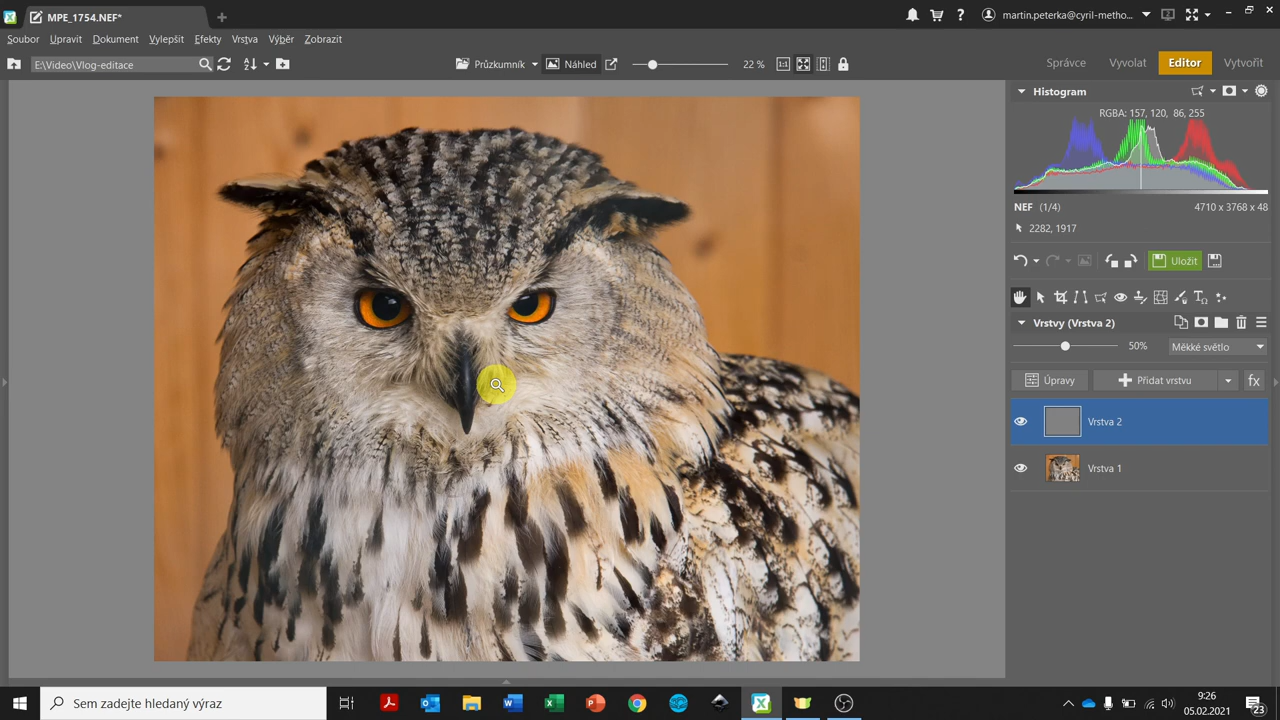 MPE_1754.NEF*
martin.peterka@cyril-metho...
Soubor Upravit Dokument Vylepšit Efekty Vrstva Výběr Zobrazit
E:\Video\Vlog-editace
Průzkumník
Náhled
22 %
1:1
Správce
Vyvolat
Editor
Vytvořit
Histogram
RGBA: 157, 120, 86, 255
NEF (1/4)
4710 x 3768 x 48
2282, 1917
Uložit
Vrstvy (Vrstva 2)
50%
Měkké světlo
Úpravy
Přidat vrstvu
fx
Vrstva 2
Vrstva 1
Sem zadejte hledaný výraz
9:26
05.02.2021
23